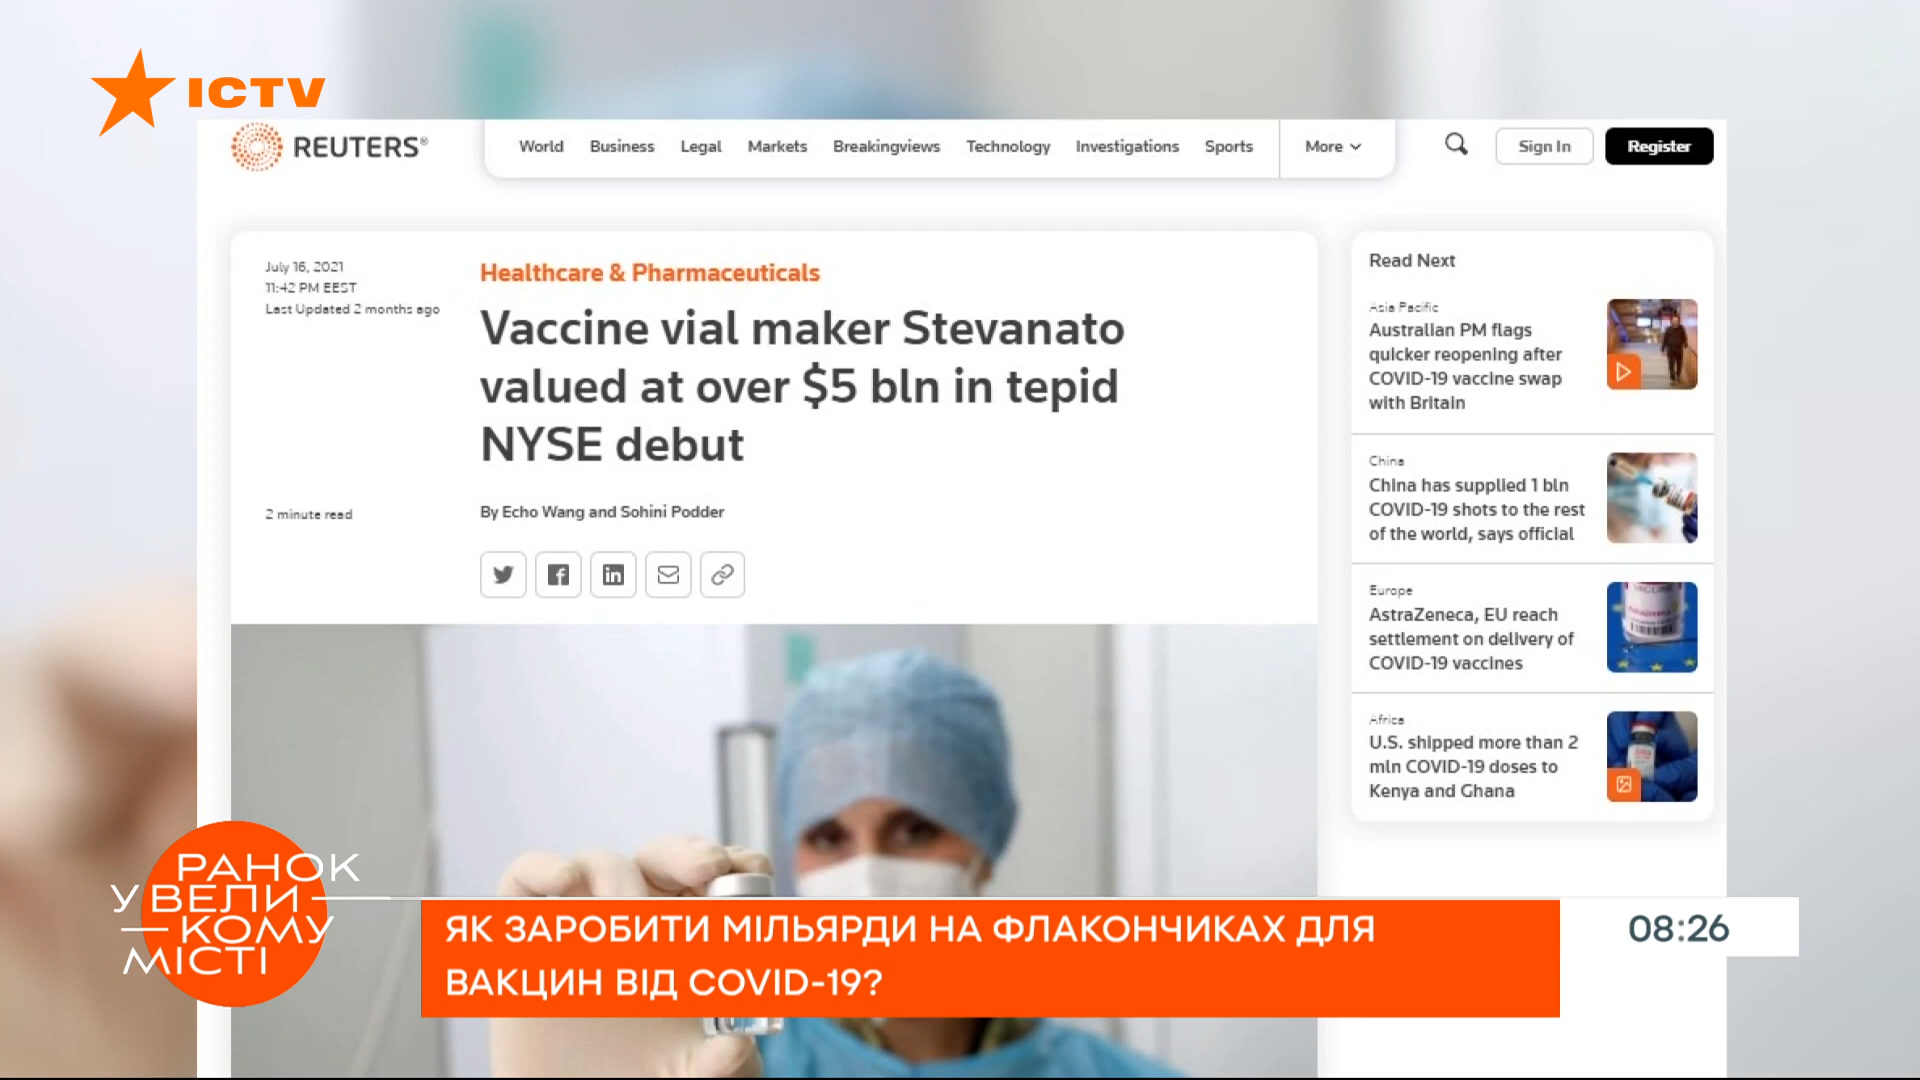 ICTV
REUTERS®
World Business Legal Markets Breakingviews Technology Investigations Sports More
Sign In
Register
July 16, 2021
11:42 PM EEST
Last Updated 2 months ago
Healthcare & Pharmaceuticals
Vaccine vial maker Stevanato
valued at over $5 bln in tepid
NYSE debut
2 minute read
By Echo Wang and Sohini Podder
Read Next
Asia Pacific
Australian PM flags
quicker reopening after
COVID-19 vaccine swap
with Britain
China
China has supplied 1 bln
COVID-19 shots to the rest
of the world, says official
Europe
AstraZeneca, EU reach
settlement on delivery of
COVID-19 vaccines
Africa
U.S. shipped more than 2
mln COVID-19 doses to
Kenya and Ghana
РАНОК
У ВЕЛИ—
—КОМУ
МІСТІ
ЯК ЗАРОБИТИ МІЛЬЯРДИ НА ФЛАКОНЧИКАХ ДЛЯ
ВАКЦИН ВІД COVID-19?
08:26